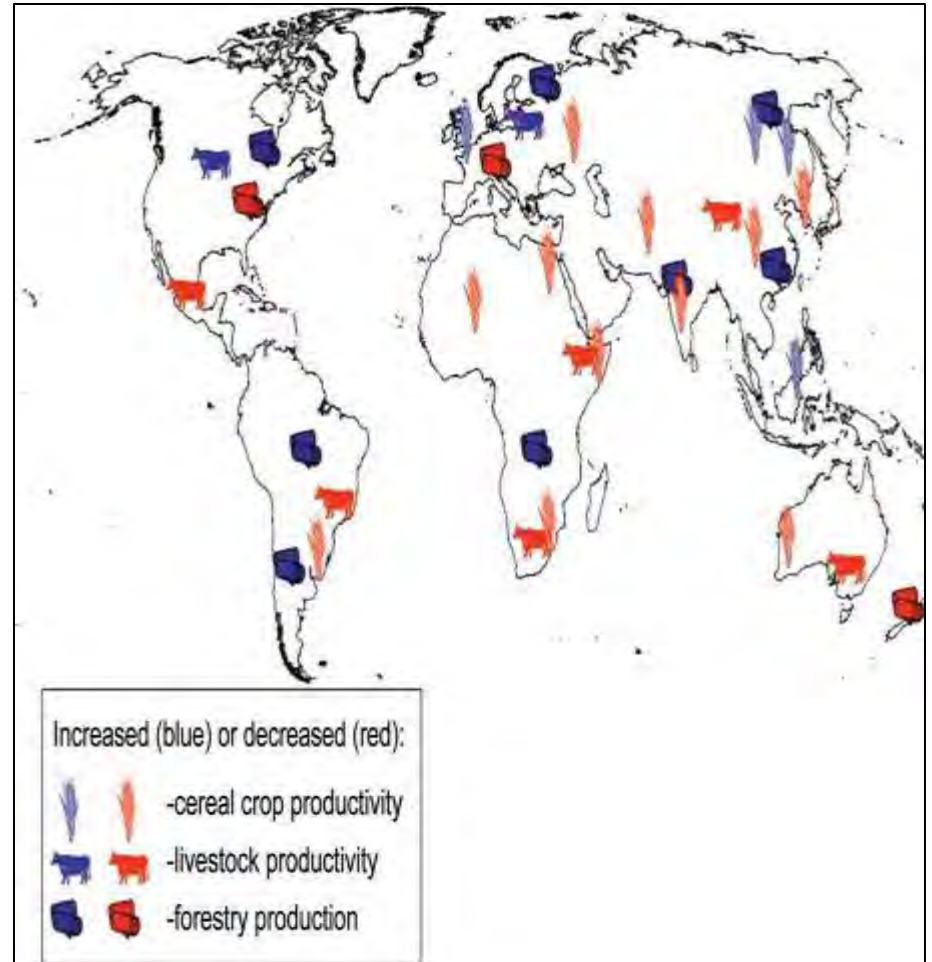 Increased (blue) or decreased (red):
-cereal crop productivity
-livestock productivity
-forestry production